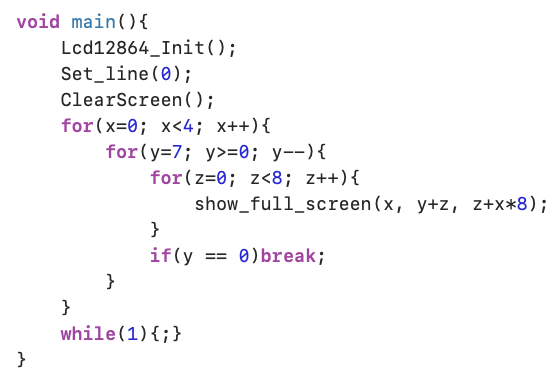 void main(){
    Lcd12864_Init();
    Set_line(0);
    ClearScreen();
    for(x=0; x<4; x++){
        for(y=7; y>=0; y--){
            for(z=0; z<8; z++){
                show_full_screen(x, y+z, z+x*8);
            }
            if(y == 0)break;
        }
    }
    while(1){;}
}